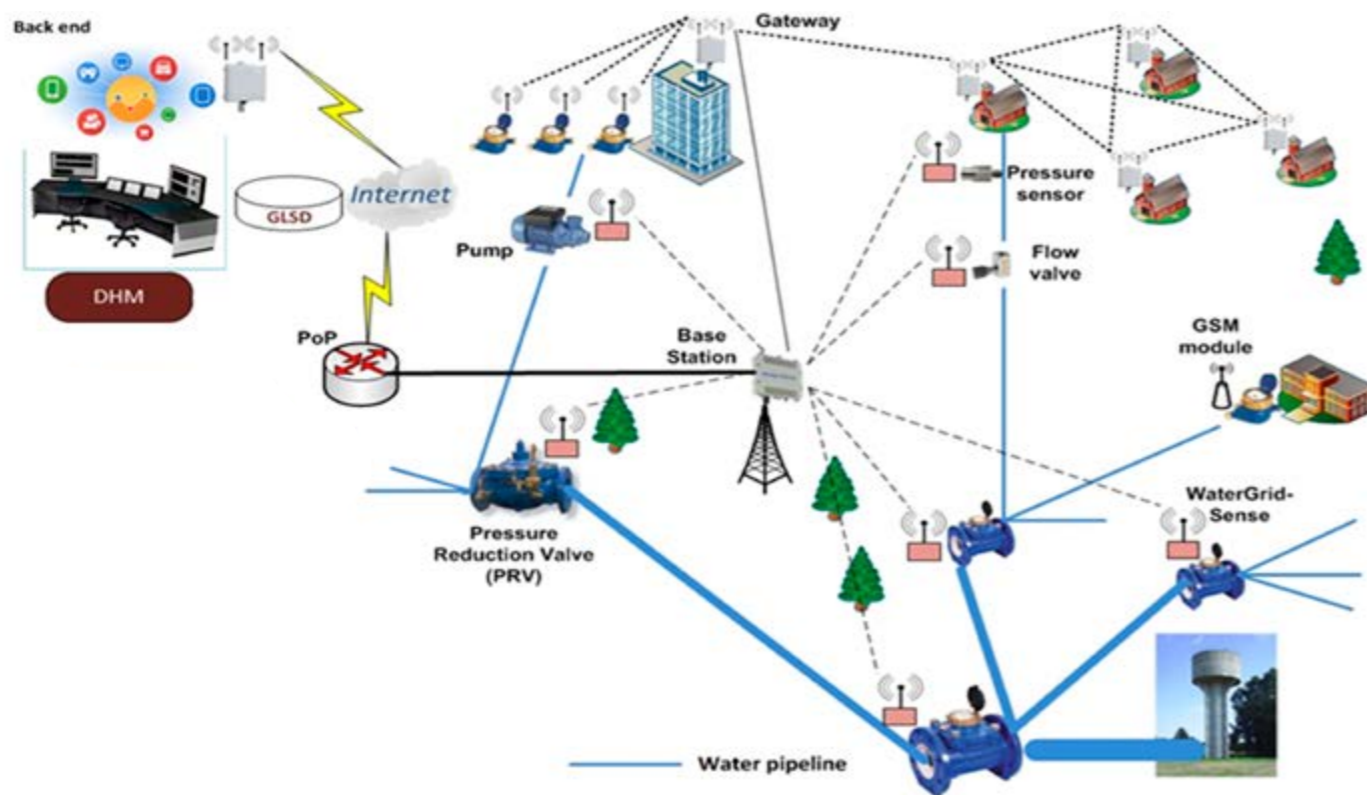 Back end
Gateway
Internet
GLSD
Pump
Pressure
sensor
Flow
valve
DHM
PoP
Base
Station
GSM
module
Pressure
Reduction Valve
(PRV)
WaterGrid-
Sense
Water pipeline